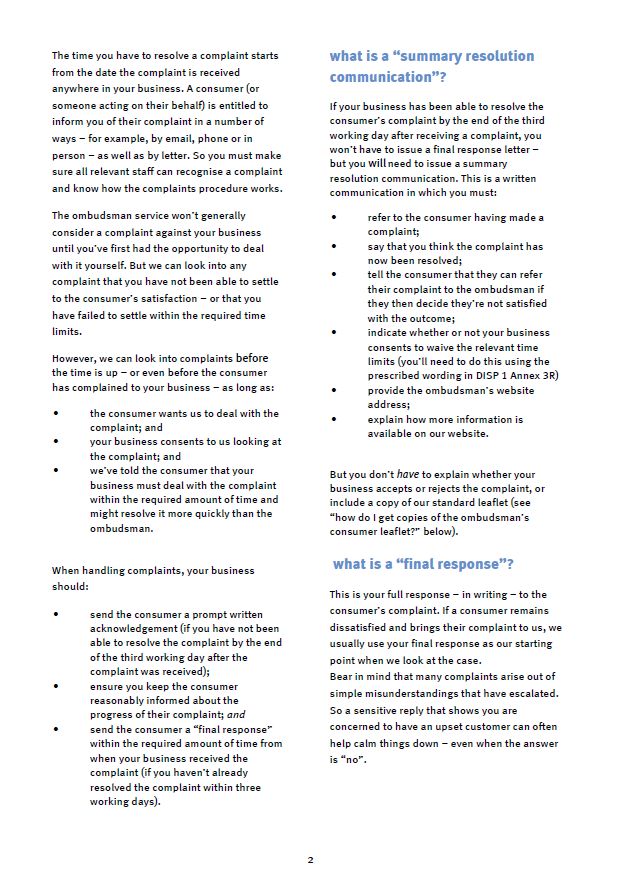 The time you have to resolve a complaint starts
from the date the complaint is received
anywhere in your business. A consumer (or
someone acting on their behalf) is entitled to
inform you of their complaint in a number of
ways – for example, by email, phone or in
person – as well as by letter. So you must make
sure all relevant staff can recognise a complaint
and know how the complaints procedure works.
The ombudsman service won't generally
consider a complaint against your business
until you've first had the opportunity to deal
with it yourself. But we can look into any
complaint that you have not been able to settle
to the consumer's satisfaction – or that you
have failed to settle within the required time
limits.
However, we can look into complaints before
the time is up – or even before the consumer
has complained to your business – as long as:
• the consumer wants us to deal with the
complaint; and
• your business consents to us looking at
the complaint; and
• we've told the consumer that your
business must deal with the complaint
within the required amount of time and
might resolve it more quickly than the
ombudsman.
When handling complaints, your business
should:
• send the consumer a prompt written
acknowledgement (if you have not been
able to resolve the complaint by the end
of the third working day after the
complaint was received);
• ensure you keep the consumer
reasonably informed about the
progress of their complaint; and
• send the consumer a “final response”
within the required amount of time from
when your business received the
complaint (if you haven't already
resolved the complaint within three
working days).
what is a “summary resolution
communication”?
If your business has been able to resolve the
consumer's complaint by the end of the third
working day after receiving a complaint, you
won't have to issue a final response letter –
but you will need to issue a summary
resolution communication. This is a written
communication in which you must:
• refer to the consumer having made a
complaint;
• say that you think the complaint has
now been resolved;
• tell the consumer that they can refer
their complaint to the ombudsman if
they then decide they're not satisfied
with the outcome;
• indicate whether or not your business
consents to waive the relevant time
limits (you'll need to do this using the
prescribed wording in DISP 1 Annex 3R)
• provide the ombudsman's website
address;
• explain how more information is
available on our website.
But you don't have to explain whether your
business accepts or rejects the complaint, or
include a copy of our standard leaflet (see
“how do I get copies of the ombudsman's
consumer leaflet?” below).
what is a “final response”?
This is your full response – in writing – to the
consumer's complaint. If a consumer remains
dissatisfied and brings their complaint to us, we
usually use your final response as our starting
point when we look at the case.
Bear in mind that many complaints arise out of
simple misunderstandings that have escalated.
So a sensitive reply that shows you are
concerned to have an upset customer can often
help calm things down – even when the answer
is “no”.
2